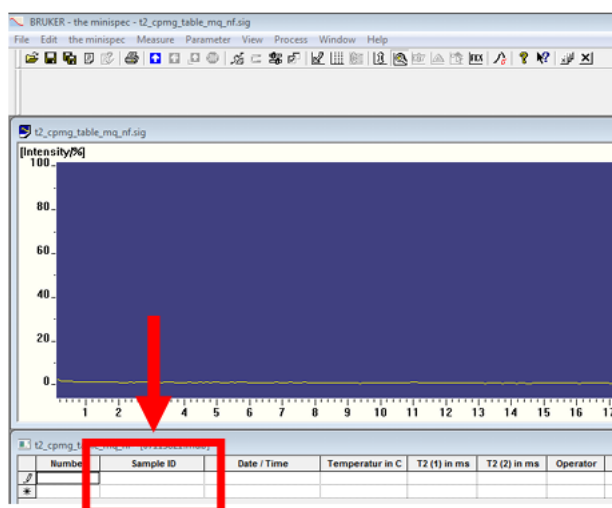 BRUKER - the minispec - t2_cpmg_table_mq_nf.sig
File Edit the minispec Measure Parameter View Process Window Help
t2_cpmg_table_mq_nf.sig
[Intensity/%]
100
80
60
40
20
0
1 2 4 5 6 7 8 9 10 11 12 13 14 15 16
t2_cpmg_
Number Sample ID Date / Time Temperatur in C T2 (1) in ms T2 (2) in ms Operator